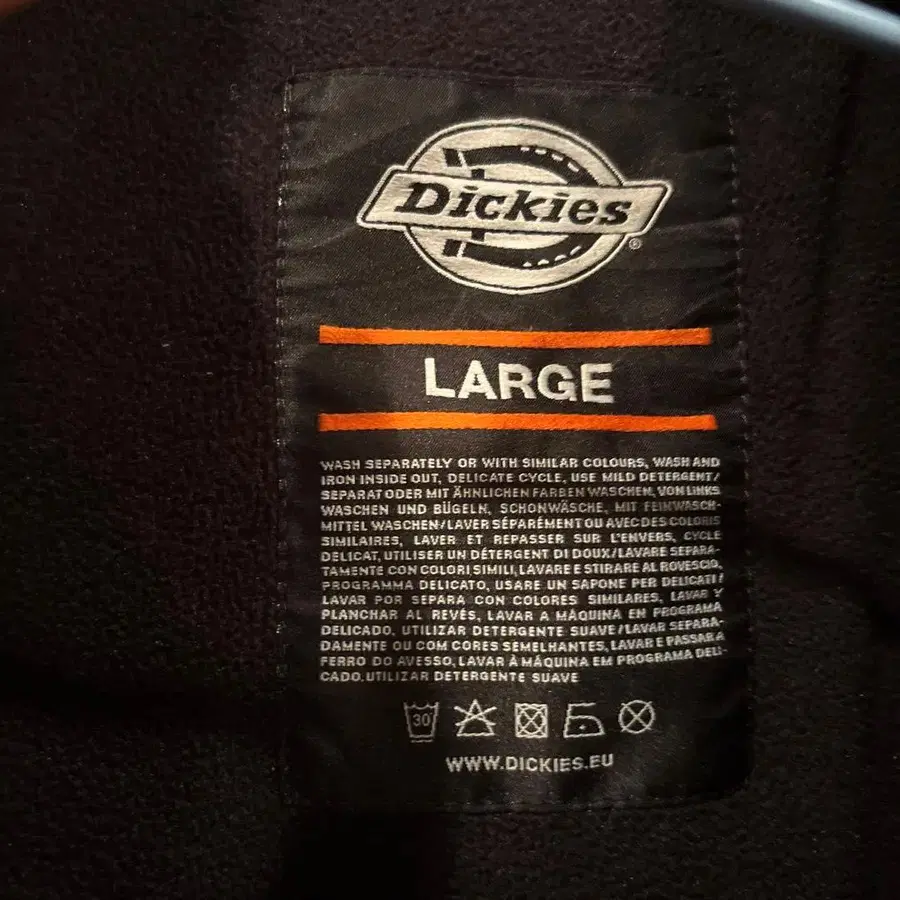 Dickies®
LARGE
WASH SEPARATELY OR WITH SIMILAR COLOURS, WASH AND
IRON INSIDE OUT, DELICATE CYCLE, USE MILD DETERGENT/
SEPARAT ODER MIT ÄHNLICHEN FARBEN WASCHEN, VON LINKS
WASCHEN UND BÜGELN, SCHONWÄSCHE, MIT FEINWASCH-
MITTEL WASCHEN/LAVER SÉPARÉMENT OU AVEC DES COLORIS
SIMILAIRES, LAVER ET REPASSER SUR L'ENVERS, CYCLE
DELICAT, UTILISER UN DÉTERGENT DI DOUX/LAVARE SEPARA-
TAMENTE CON COLORI SIMILI, LAVARE E STIRARE AL ROVESCIO,
PROGRAMMA DELICATO, USARE UN SAPONE PER DELICATI/
LAVAR POR SEPARA CON COLORES SIMILARES, LAVAR Y
PLANCHAR AL REVÉS, LAVAR A MÁQUINA EN PROGRAMA
DELICADO, UTILIZAR DETERGENTE SUAVE/LAVAR SEPARA-
DAMENTE OU COM CORES SEMELHANTES, LAVAR E PASSAR A
FERRO DO AVESSO, LAVAR À MÁQUINA EM PROGRAMA DELI-
CADO, UTILIZAR DETERGENTE SUAVE
30
WWW.DICKIES.EU